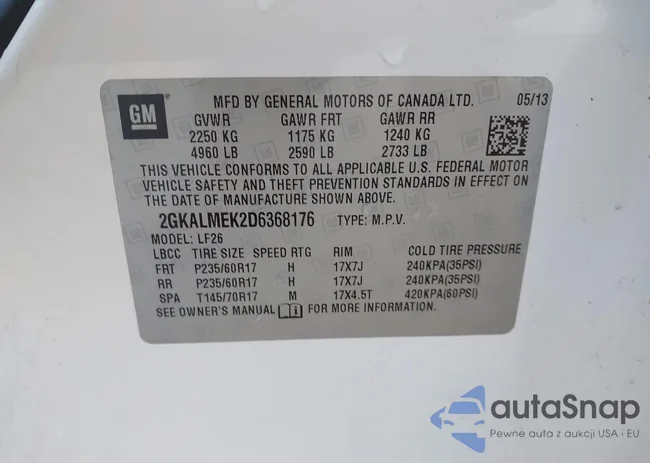 GM
MFD BY GENERAL MOTORS OF CANADA LTD. 05/13
GVWR GAWR FRT GAWR RR
2250 KG 1175 KG 1240 KG
4960 LB 2590 LB 2733 LB
THIS VEHICLE CONFORMS TO ALL APPLICABLE U.S. FEDERAL MOTOR
VEHICLE SAFETY AND THEFT PREVENTION STANDARDS IN EFFECT ON
THE DATE OF MANUFACTURE SHOWN ABOVE.
2GKALMEK2D6368176 TYPE: M.P.V.
MODEL: LF26
LBCC TIRE SIZE SPEED RTG RIM COLD TIRE PRESSURE
FRT P235/60R17 H 17X7J 240KPA(35PSI)
RR P235/60R17 H 17X7J 240KPA(35PSI)
SPA T145/70R17 M 17X4.5T 420KPA(60PSI)
SEE OWNER'S MANUAL i FOR MORE INFORMATION.
autaSnap
Pewne auta z aukcji USA i EU